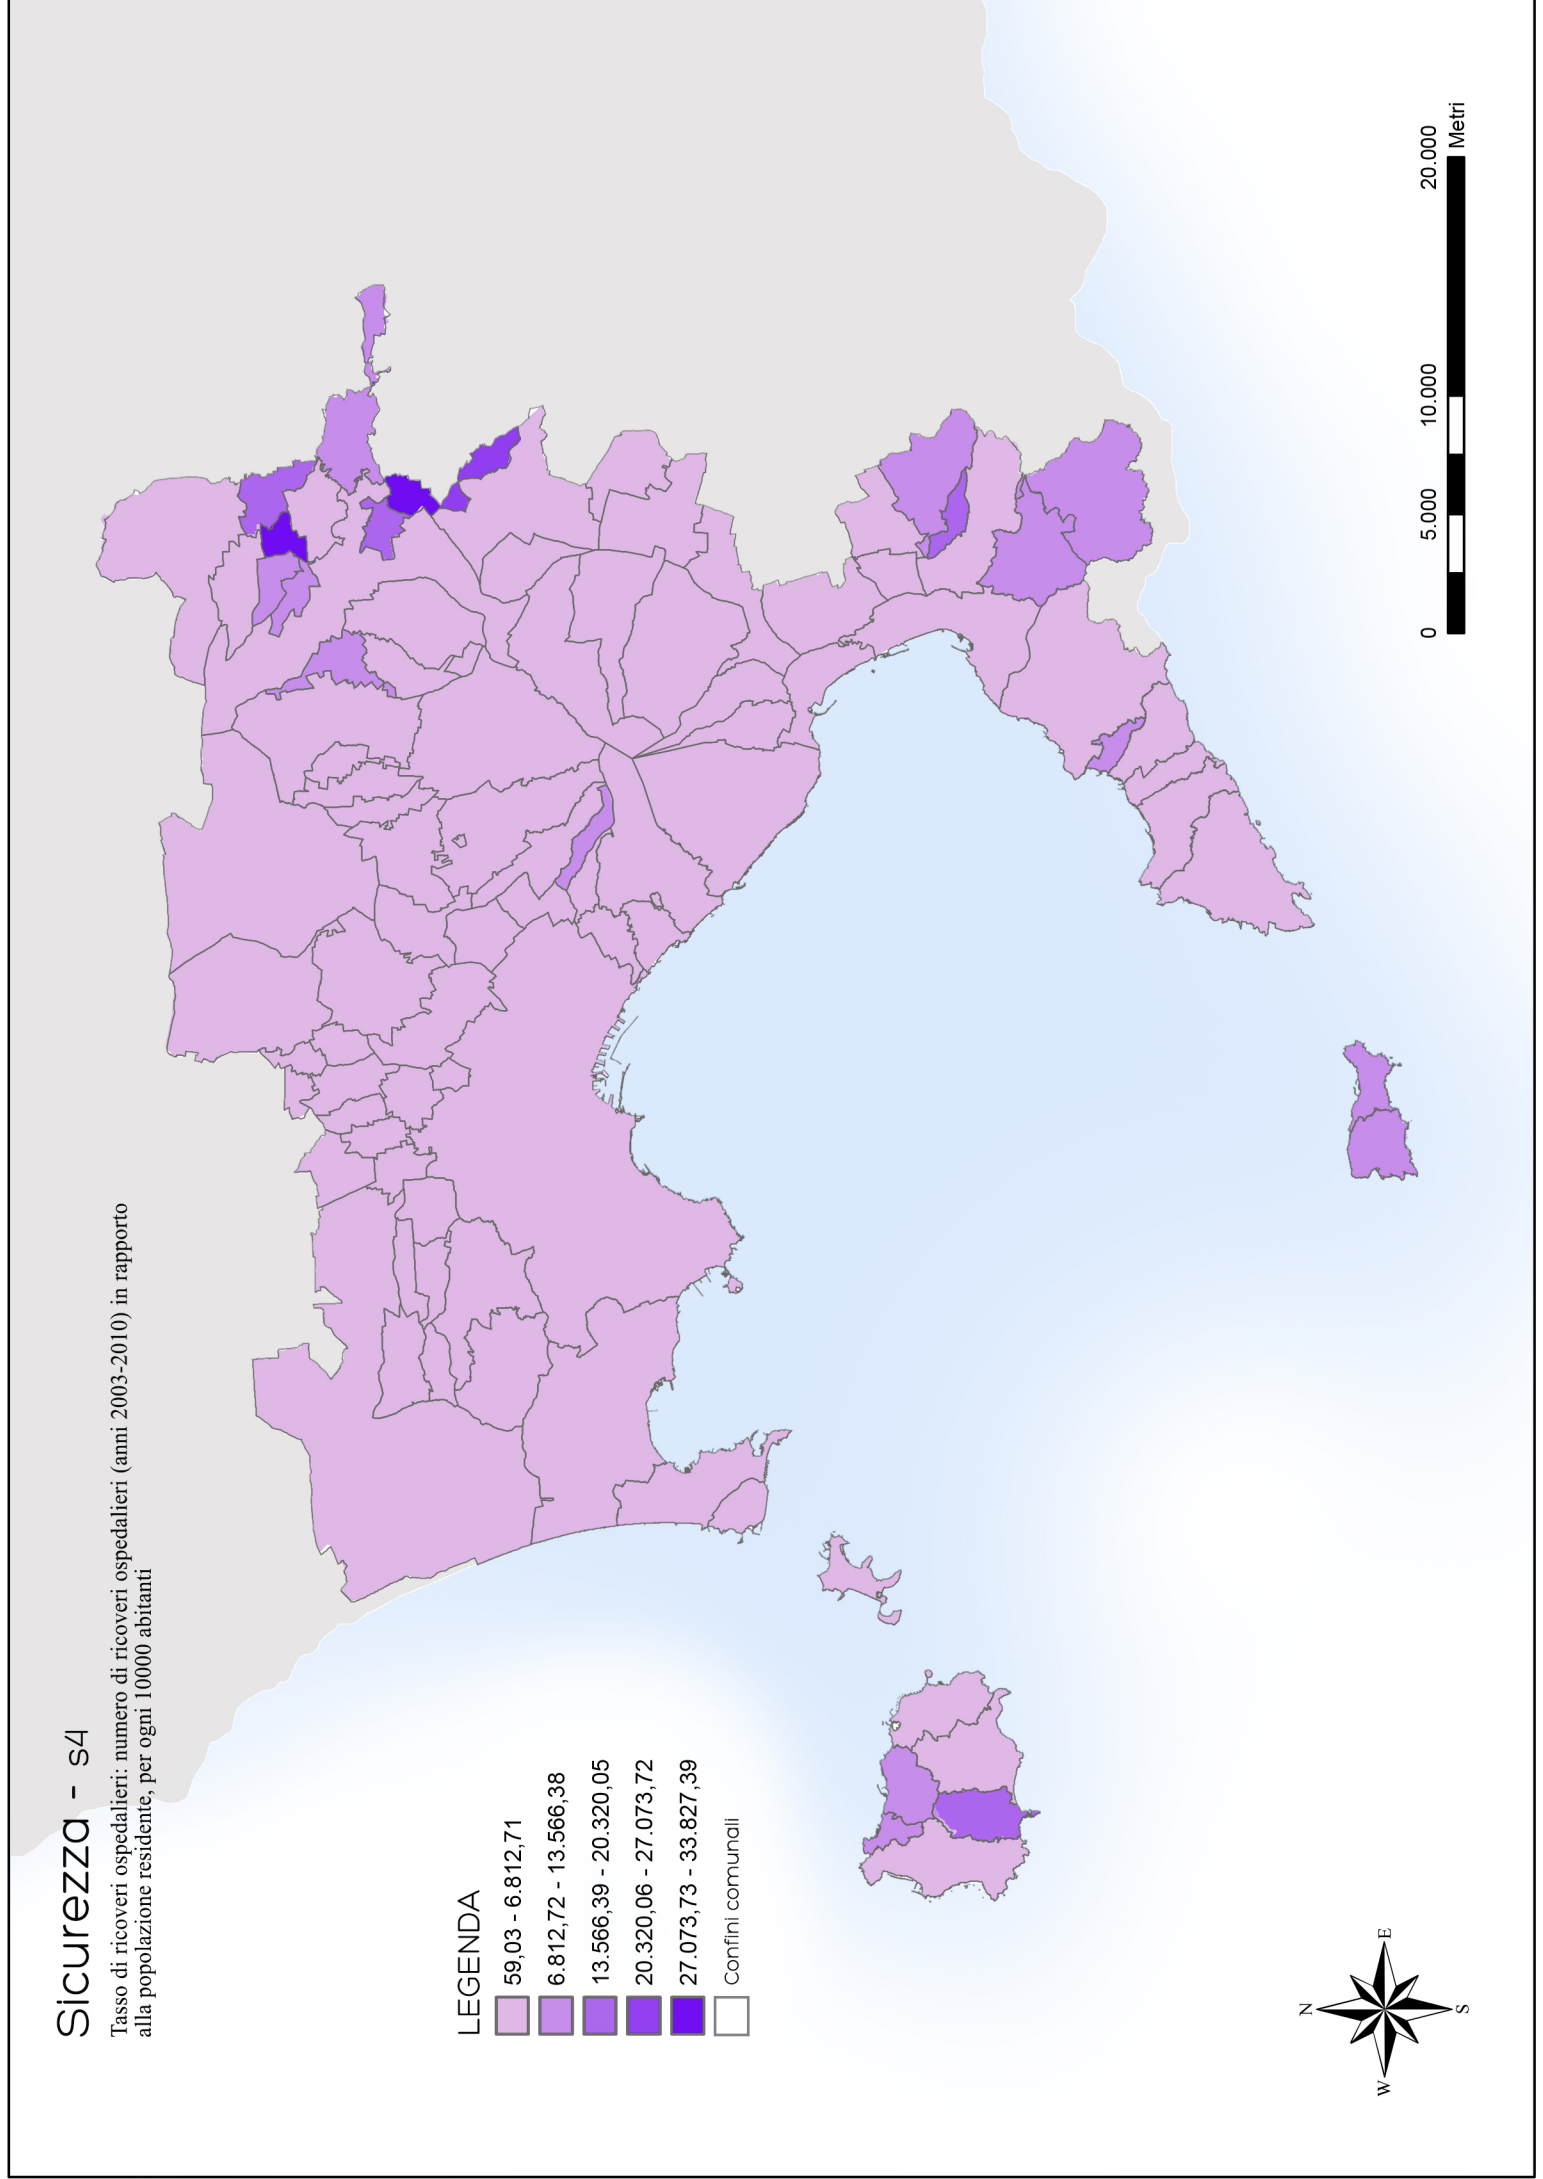 Sicurezza - s4
Tasso di ricoveri ospedalieri: numero di ricoveri ospedalieri (anni 2003-2010) in rapporto
alla popolazione residente, per ogni 10000 abitanti
LEGENDA
59,03 - 6.812,71
6.812,72 - 13.566,38
13.566,39 - 20.320,05
20.320,06 - 27.073,72
27.073,73 - 33.827,39
Confini comunali
N
W E
S
0 5.000 10.000 20.000
Metri